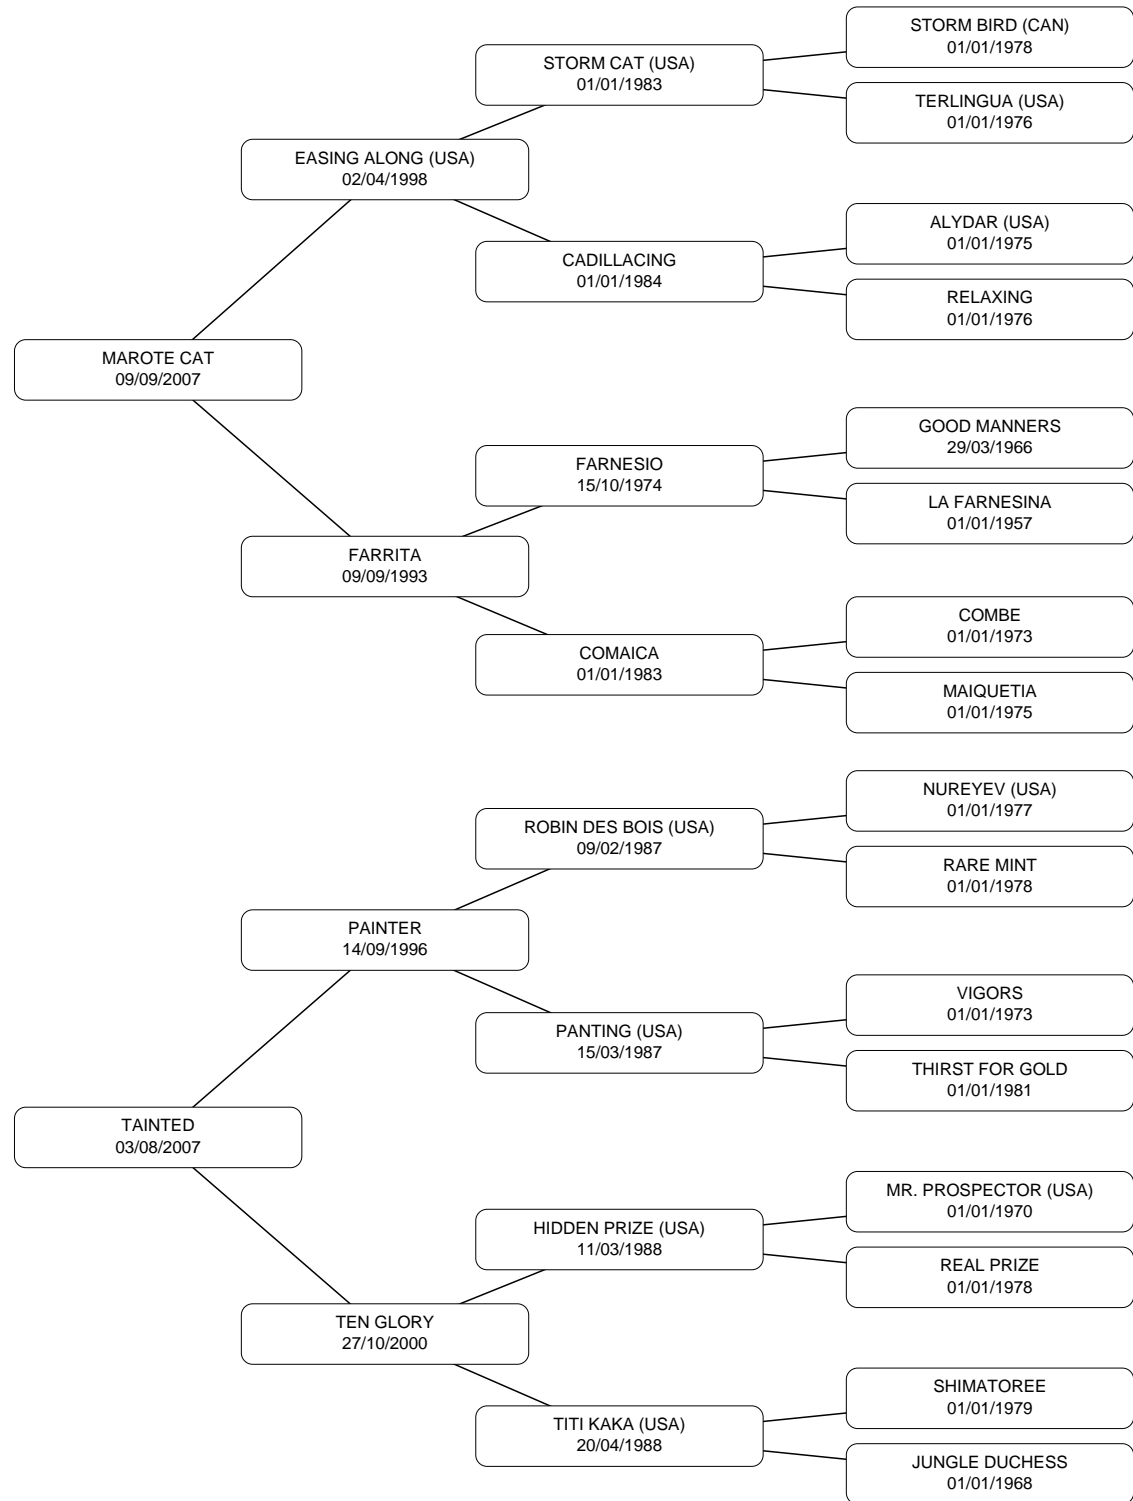 STORM BIRD (CAN)
01/01/1978
STORM CAT (USA)
01/01/1983
TERLINGUA (USA)
01/01/1976
EASING ALONG (USA)
02/04/1998
ALYDAR (USA)
01/01/1975
CADILLACING
01/01/1984
RELAXING
01/01/1976
MAROTE CAT
09/09/2007
GOOD MANNERS
29/03/1966
FARNESIO
15/10/1974
LA FARNESINA
01/01/1957
FARRITA
09/09/1993
COMBE
01/01/1973
COMAICA
01/01/1983
MAIQUETIA
01/01/1975
NUREYEV (USA)
01/01/1977
ROBIN DES BOIS (USA)
09/02/1987
RARE MINT
01/01/1978
PAINTER
14/09/1996
VIGORS
01/01/1973
PANTING (USA)
15/03/1987
THIRST FOR GOLD
01/01/1981
TAINTED
03/08/2007
MR. PROSPECTOR (USA)
01/01/1970
HIDDEN PRIZE (USA)
11/03/1988
REAL PRIZE
01/01/1978
TEN GLORY
27/10/2000
SHIMATOREE
01/01/1979
TITI KAKA (USA)
20/04/1988
JUNGLE DUCHESS
01/01/1968